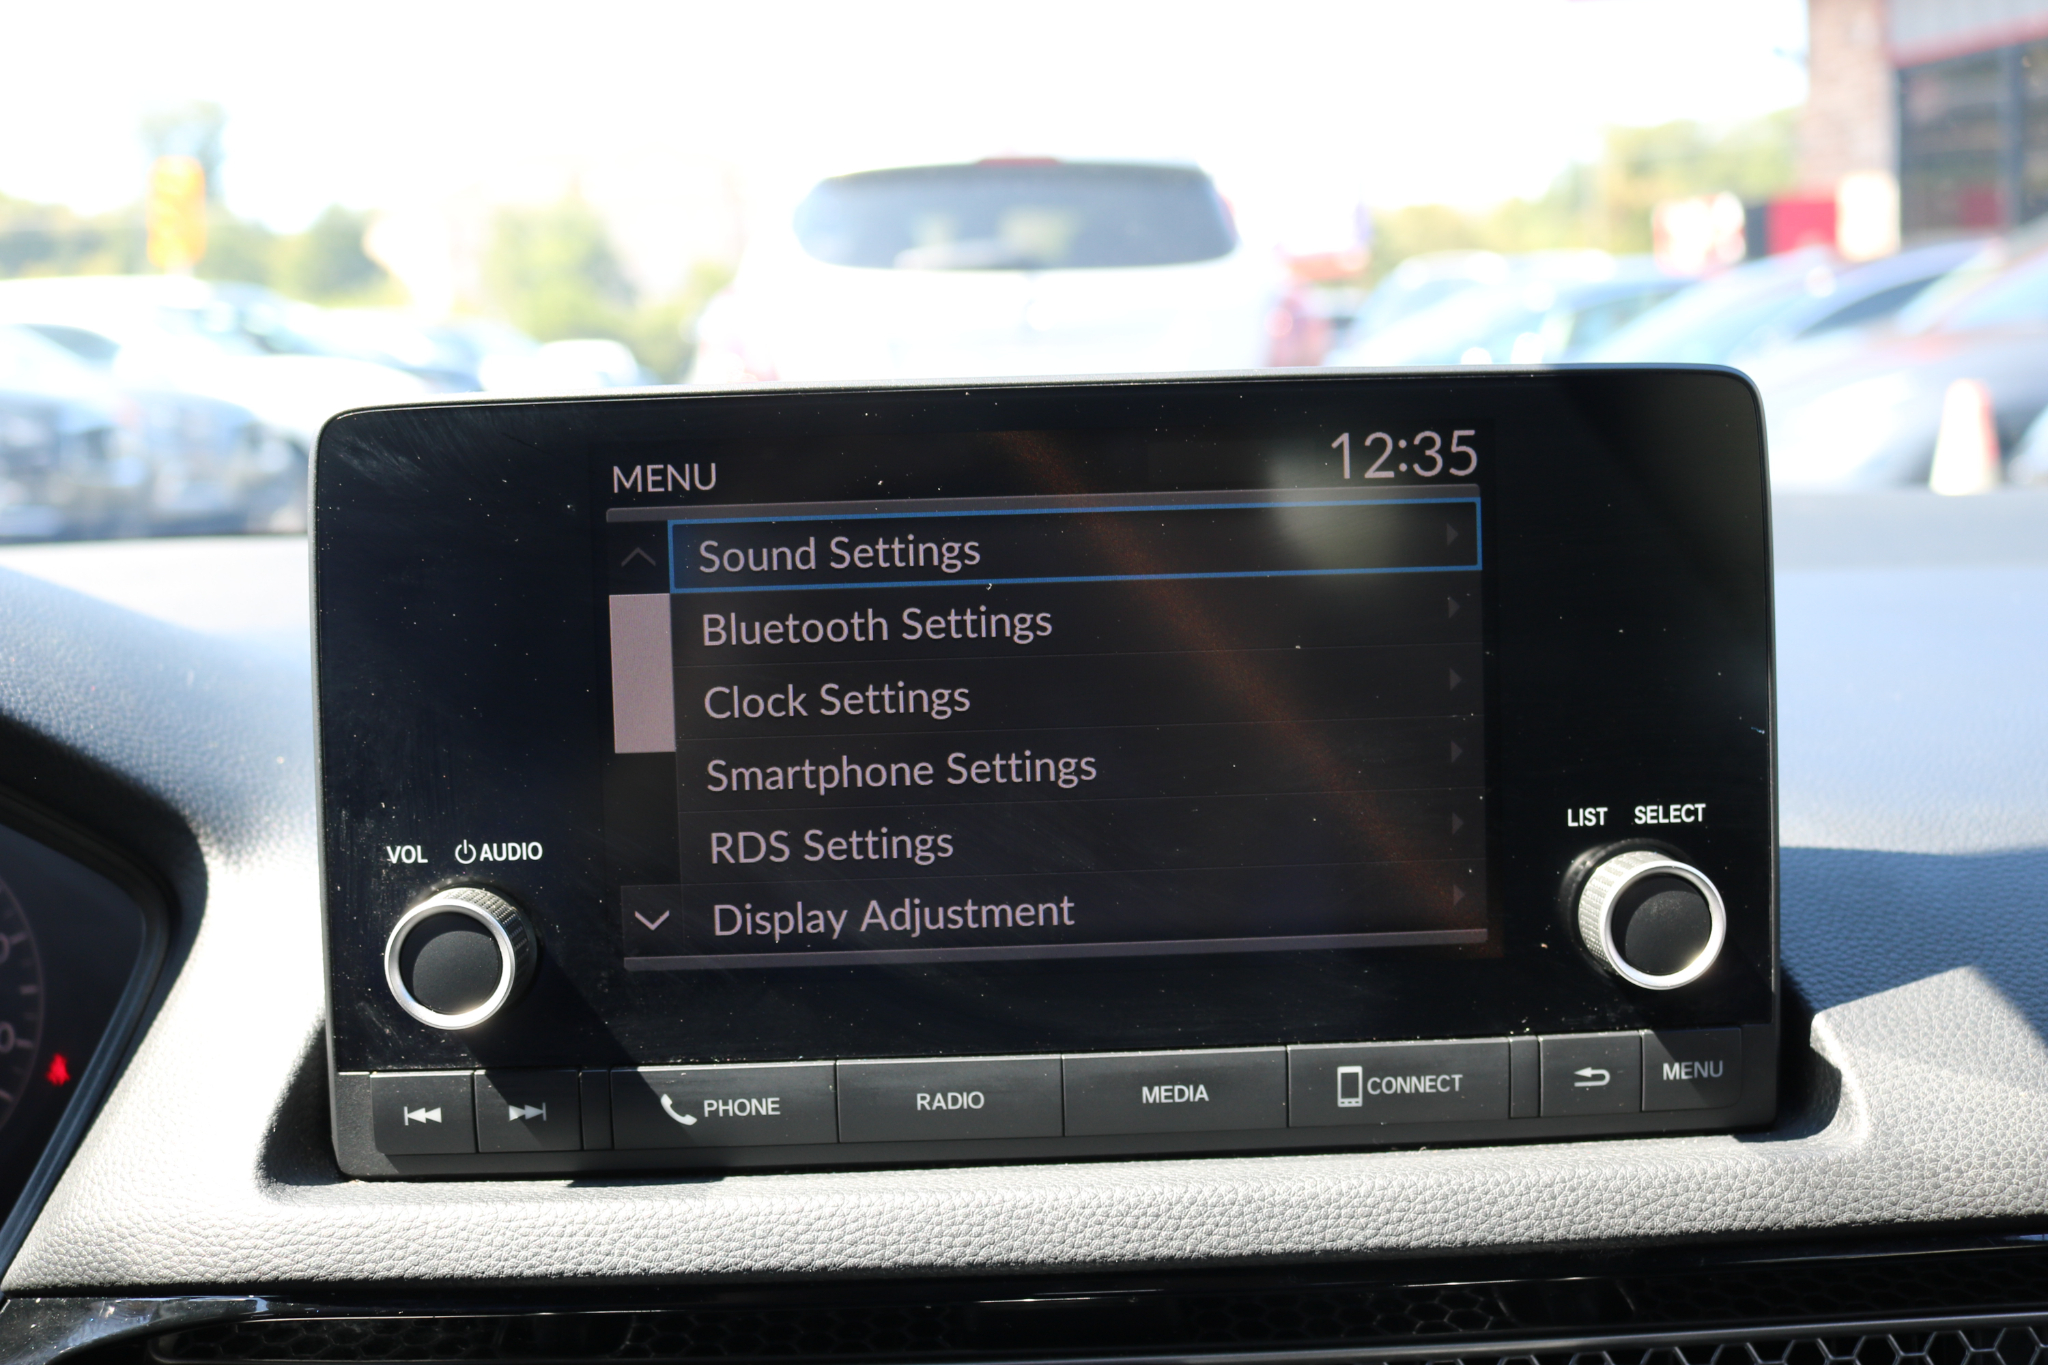 MENU
12:35
Sound Settings
Bluetooth Settings
Clock Settings
Smartphone Settings
RDS Settings
Display Adjustment
VOL AUDIO
LIST SELECT
PHONE
RADIO
MEDIA
CONNECT
MENU